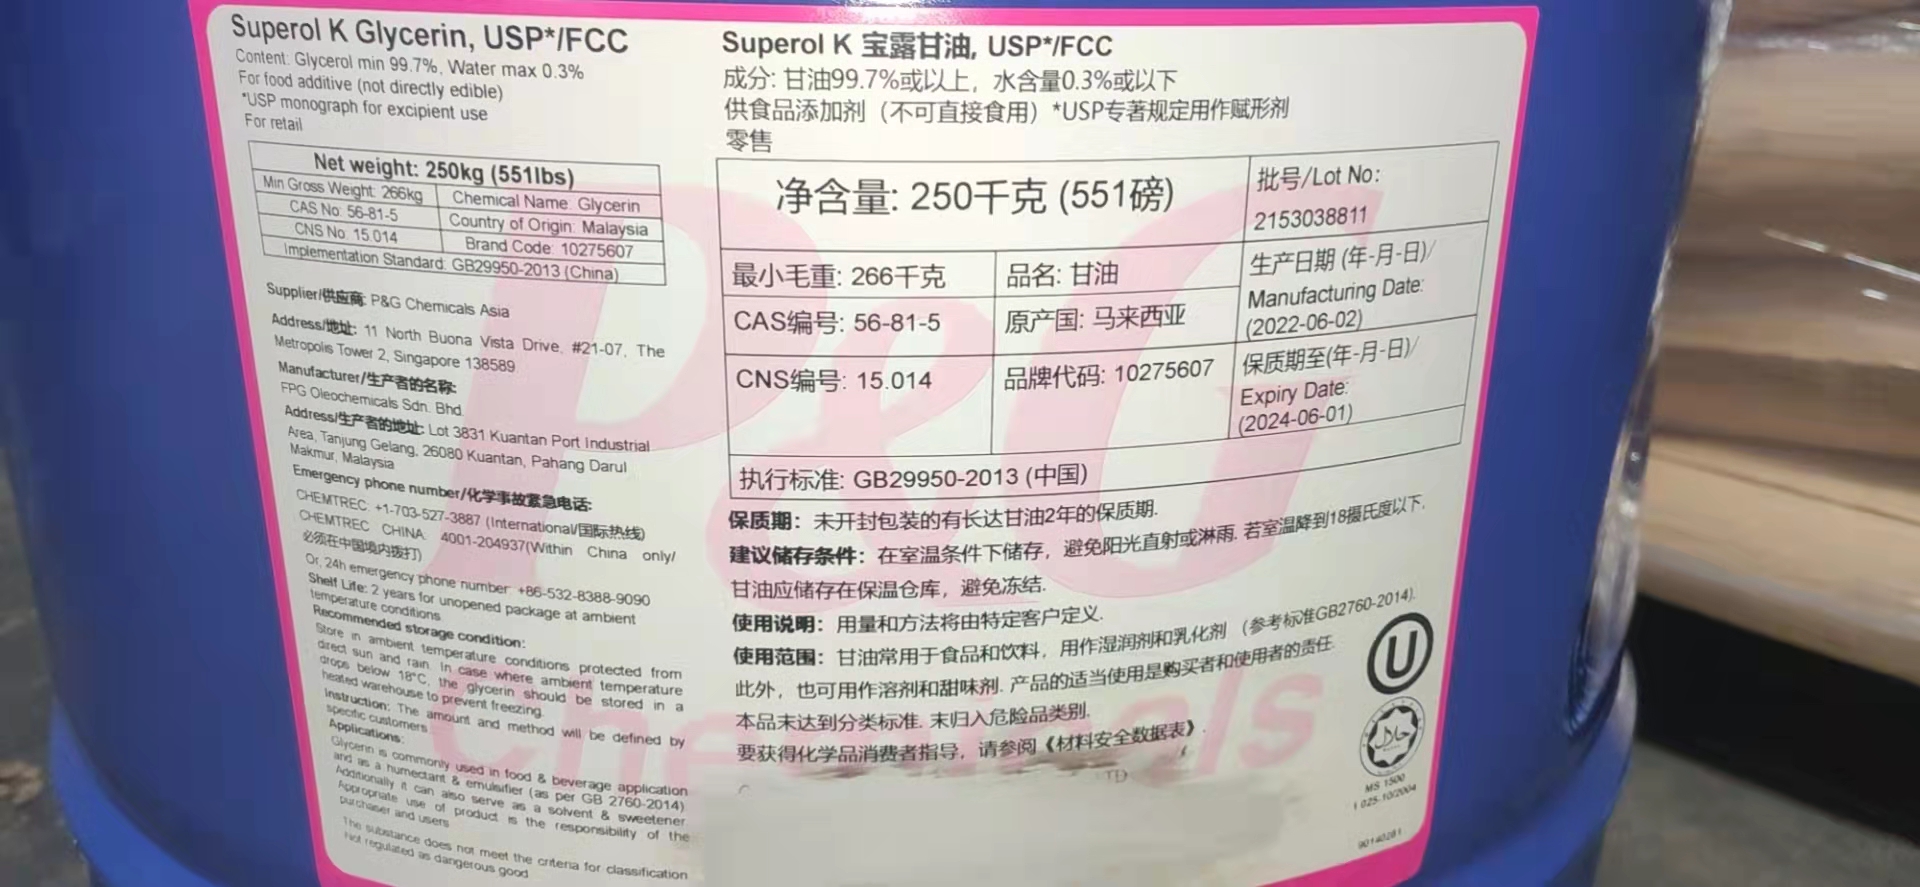 Superol K Glycerin, USP*/FCC
Content: Glycerol min 99.7%, Water max 0.3%
For food additive (not directly edible)
*USP monograph for excipient use
For retail
Net weight: 250kg (551lbs)
Min Gross Weight: 266kg
Chemical Name: Glycerin
CAS No: 56-81-5
Country of Origin: Malaysia
CNS No: 15.014
Brand Code: 10275607
Implementation Standard: GB29950-2013 (China)
Supplier/供应商: P&G Chemicals Asia
Address/地址: 11 North Buona Vista Drive, #21-07, The
Metropolis Tower 2, Singapore 138589
Manufacturer/生产者的名称:
FPG Oleochemicals Sdn. Bhd.
Address/生产者的地址: Lot 3831 Kuantan Port Industrial
Area, Tanjung Gelang, 26080 Kuantan, Pahang Darul
Makmur, Malaysia
Emergency phone number/化学事故紧急电话:
CHEMTREC: +1-703-527-3887 (International/国际热线)
CHEMTREC CHINA: 4001-204937(Within China only/
必须在中国境内拨打)
Or, 24h emergency phone number: +86-532-8388-9090
Shelf Life: 2 years for unopened package at ambient
temperature conditions
Recommended storage condition:
Store in ambient temperature conditions protected from
direct sun and rain. In case where ambient temperature
drops below 18°C, the glycerin should be stored in a
heated warehouse to prevent freezing.
Instruction: The amount and method will be defined by
specific customers
Applications:
Glycerin is commonly used in food & beverage application
and as a humectant & emulsifier (as per GB 2760-2014)
Additionally it can also serve as a solvent & sweetener
Appropriate use of product is the responsibility of the
purchaser and users
The substance does not meet the criteria for classification
Not regulated as dangerous good
Superol K 宝露甘油, USP*/FCC
成分: 甘油99.7%或以上, 水含量0.3%或以下
供食品添加剂 (不可直接食用) *USP专著规定用作赋形剂
零售
净含量: 250千克 (551磅)
批号/Lot No:
2153038811
最小毛重: 266千克
品名: 甘油
生产日期 (年-月-日)/
Manufacturing Date:
(2022-06-02)
CAS编号: 56-81-5
原产国: 马来西亚
CNS编号: 15.014
品牌代码: 10275607
保质期至(年-月-日)/
Expiry Date:
(2024-06-01)
执行标准: GB29950-2013 (中国)
保质期: 未开封包装的有长达甘油2年的保质期.
建议储存条件: 在室温条件下储存, 避免阳光直射或淋雨. 若室温降到18摄氏度以下,
甘油应储存在保温仓库, 避免冻结.
使用说明: 用量和方法将由特定客户定义.
使用范围: 甘油常用于食品和饮料, 用作湿润剂和乳化剂 (参考标准GB2760-2014).
此外, 也可用作溶剂和甜味剂. 产品的适当使用是购买者和使用者的责任.
本品未达到分类标准. 未归入危险品类别.
要获得化学品消费者指导, 请参阅《材料安全数据表》.
P&G
Chemicals
U
حلال
MS 1500
90140281